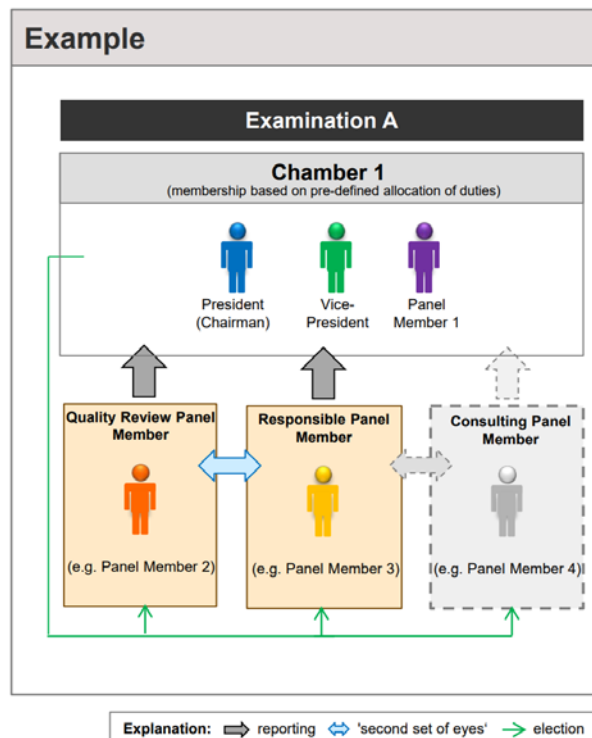 Example
Examination A
Chamber 1
(membership based on pre-defined allocation of duties)
President
(Chairman)
Vice-
President
Panel
Member 1
Quality Review Panel
Member
(e.g. Panel Member 2)
Responsible Panel
Member
(e.g. Panel Member 3)
Consulting Panel
Member
(e.g. Panel Member 4)
Explanation: reporting 'second set of eyes‘ election